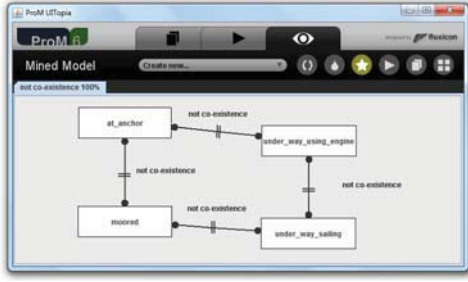 ProM UITopia
ProM 6
designed by fluxicon
Mined Model
Create new...
not co-existence 100%
at_anchor
not co-existence
under_way_using_engine
not co-existence
not co-existence
not co-existence
moored
under_way_sailing